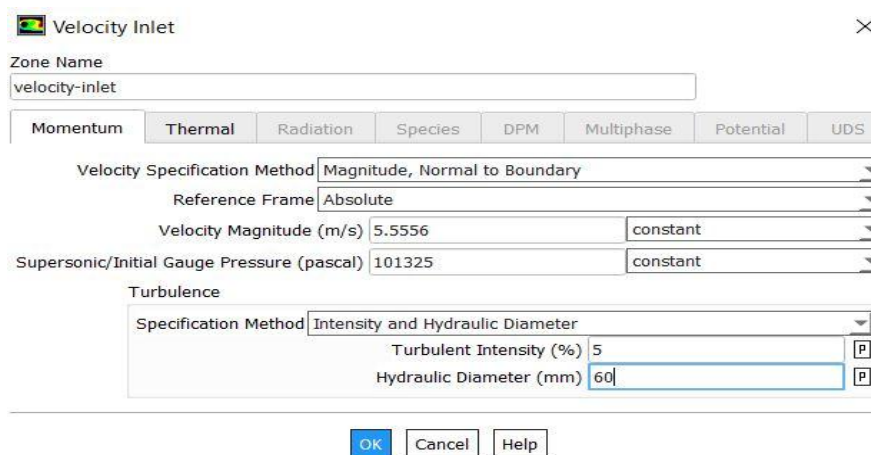 Velocity Inlet
Zone Name
velocity-inlet
Momentum Thermal Radiation Species DPM Multiphase Potential UDS
Velocity Specification Method Magnitude, Normal to Boundary
Reference Frame Absolute
Velocity Magnitude (m/s) 5.5556 constant
Supersonic/Initial Gauge Pressure (pascal) 101325 constant
Turbulence
Specification Method Intensity and Hydraulic Diameter
Turbulent Intensity (%) 5 P
Hydraulic Diameter (mm) 60 P
OK Cancel Help